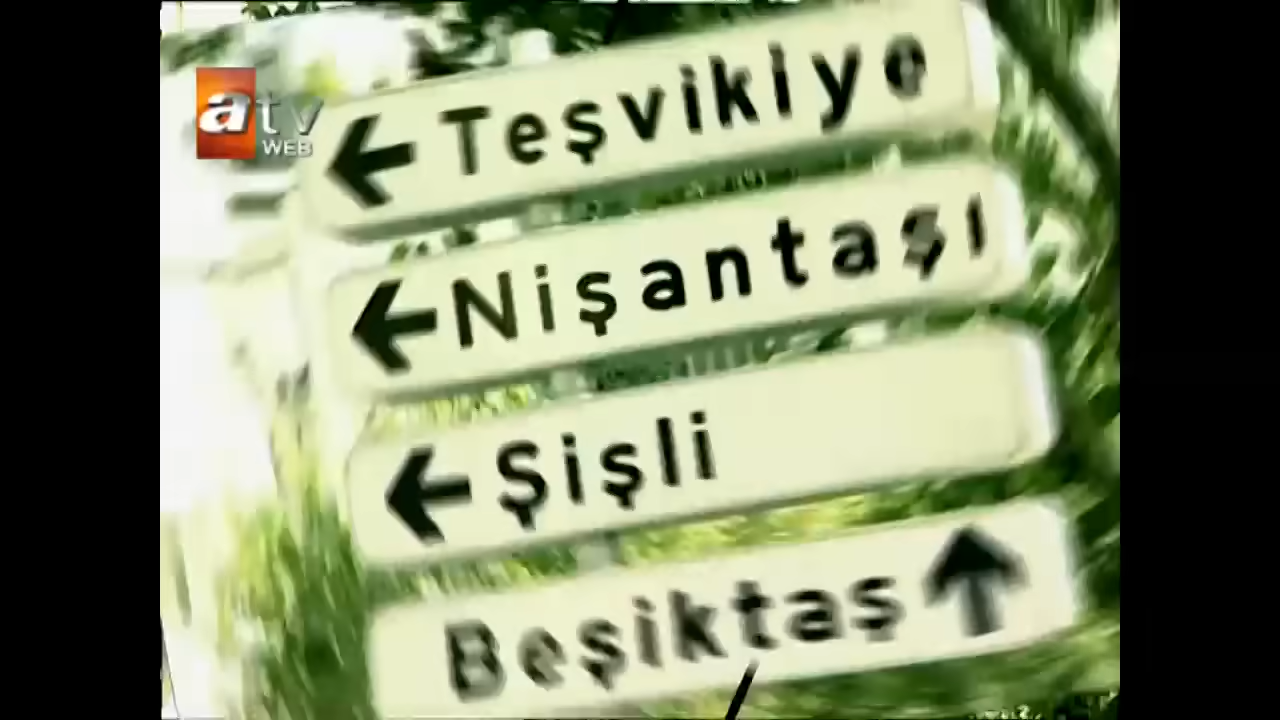 atv
WEB
← Teşvikiye
← Nişantaşı
← Şişli
Beşiktaş ↑